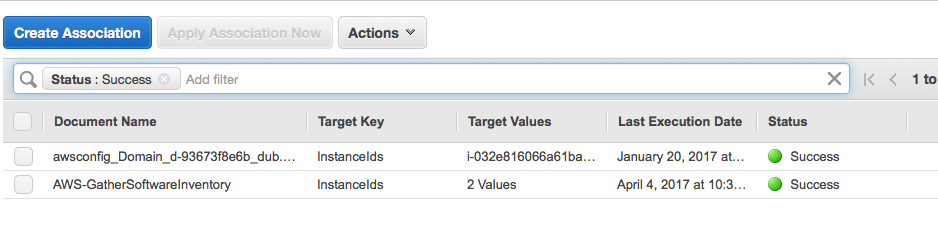 Create Association Apply Association Now Actions
Status : Success Add filter 1 to
Document Name Target Key Target Values Last Execution Date Status
awsconfig_Domain_d-93673f8e6b_dub.... InstanceIds i-032e816066a61ba... January 20, 2017 at... Success
AWS-GatherSoftwareInventory InstanceIds 2 Values April 4, 2017 at 10:3... Success